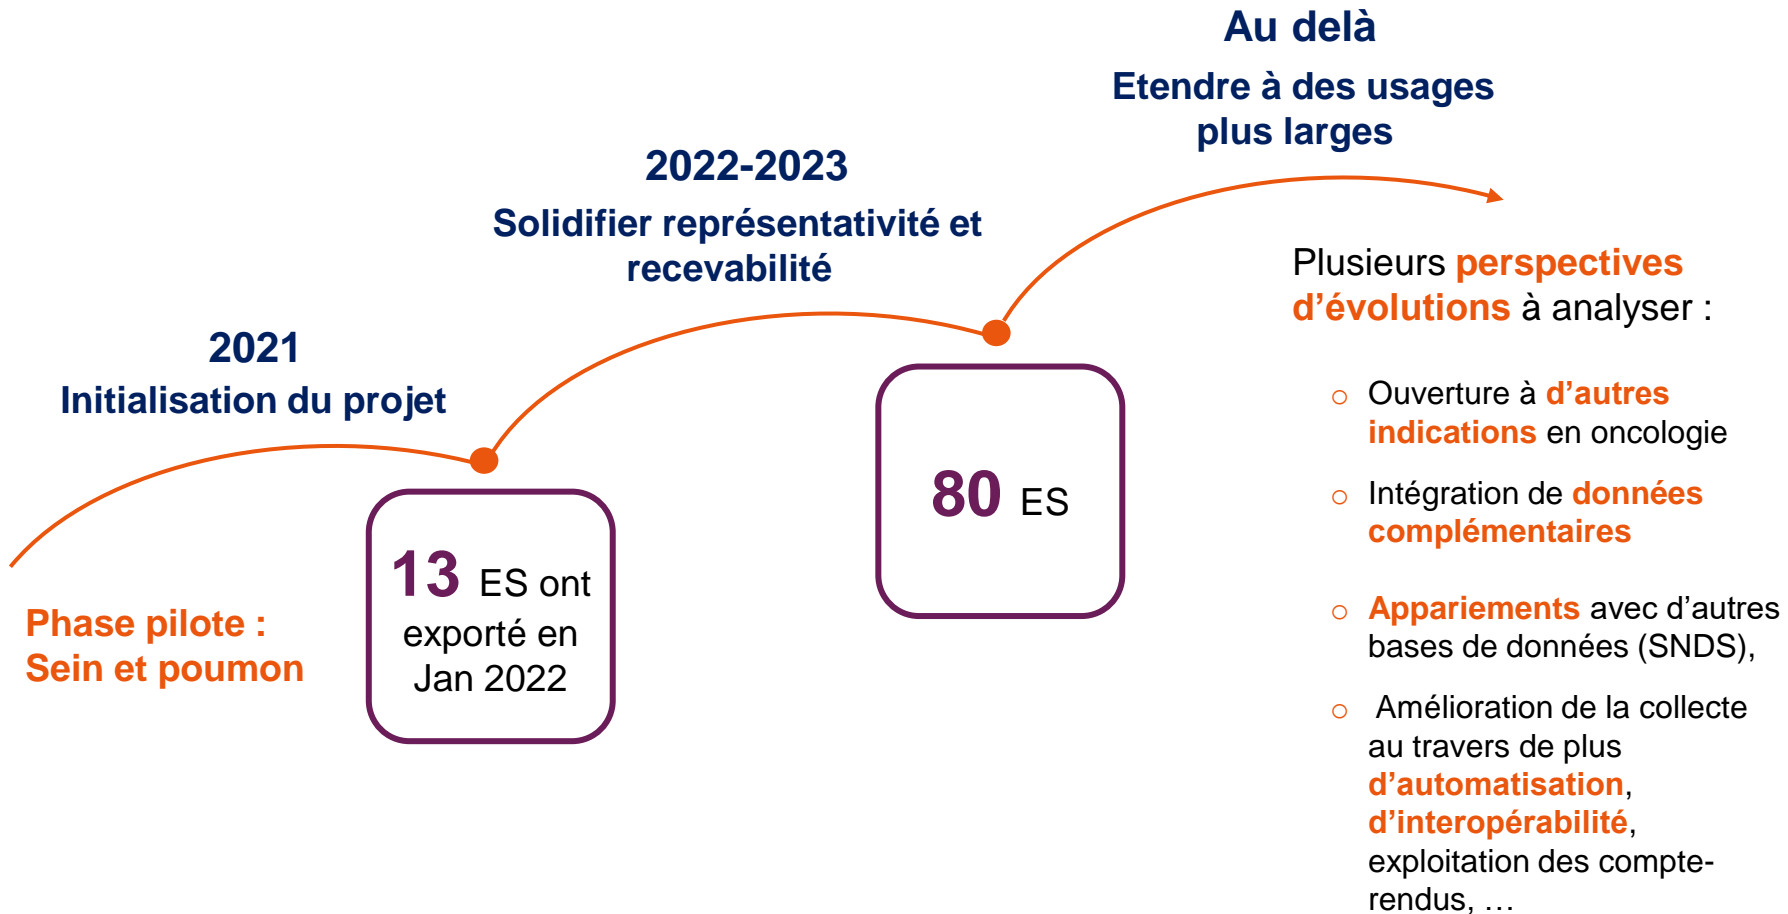 2021
Initialisation du projet
Phase pilote :
Sein et poumon
13 ES ont
exporté en
Jan 2022
2022-2023
Solidifier représentativité et
recevabilité
80 ES
Au delà
Etendre à des usages
plus larges
Plusieurs perspectives
d’évolutions à analyser :
o Ouverture à d’autres
indications en oncologie
o Intégration de données
complémentaires
o Appariements avec d’autres
bases de données (SNDS),
o Amélioration de la collecte
au travers de plus
d’automatisation,
d’interopérabilité,
exploitation des compte-
rendus, …